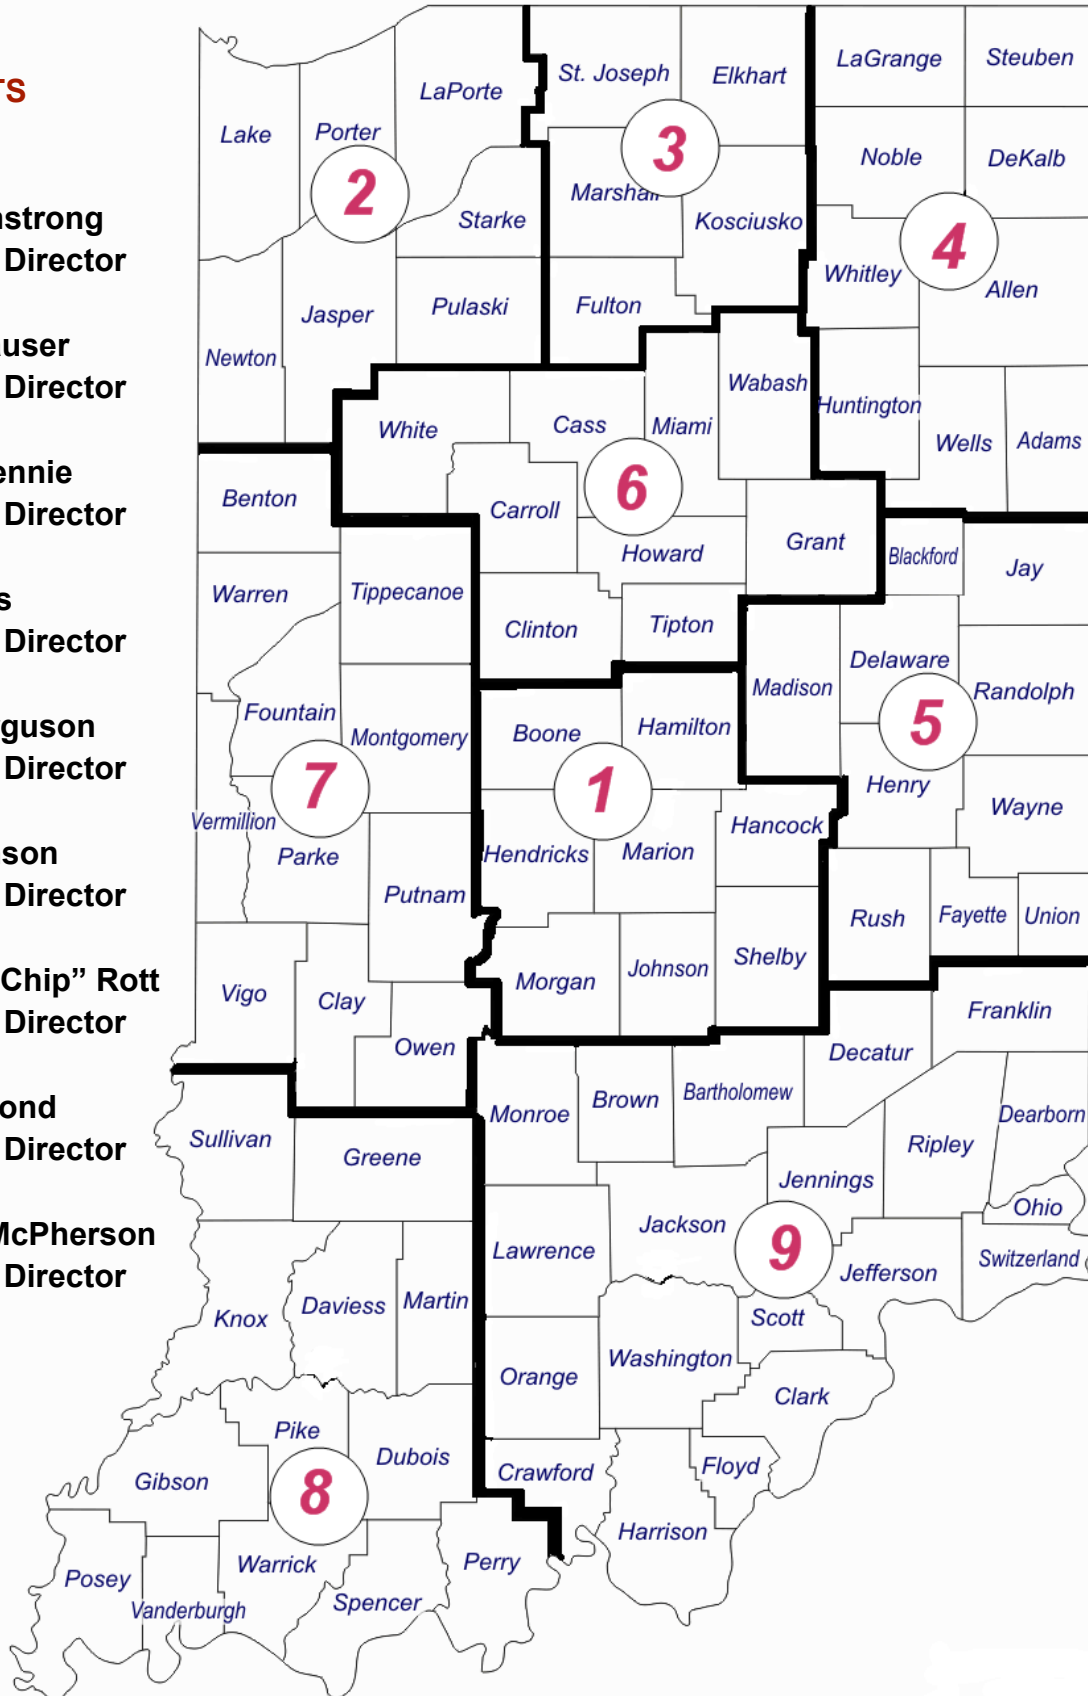 TS
strong
Director
user
Director
ennie
Director
s
Director
guson
Director
son
Director
Chip” Rott
Director
ond
Director
McPherson
Director
LaGrange
Steuben
St. Joseph
Elkhart
LaPorte
Lake
Porter
3
Noble
DeKalb
2
Marshall
Starke
Kosciusko
4
Whitley
Allen
Jasper
Pulaski
Fulton
Newton
Wabash
Huntington
White
Cass
Miami
Wells
Adams
6
Benton
Carroll
Grant
Howard
Blackford
Jay
Warren
Tippecanoe
Clinton
Tipton
Delaware
Madison
Randolph
Fountain
Montgomery
Boone
Hamilton
5
7
1
Henry
Wayne
Vermillion
Parke
Hendricks
Marion
Hancock
Putnam
Rush
Fayette
Union
Vigo
Clay
Morgan
Johnson
Shelby
Franklin
Owen
Decatur
Monroe
Brown
Bartholomew
Dearborn
Sullivan
Greene
Ripley
Jennings
Ohio
Jackson
Lawrence
9
Jefferson
Switzerland
Knox
Daviess
Martin
Scott
Washington
Orange
Clark
Pike
Dubois
Gibson
8
Crawford
Floyd
Harrison
Posey
Warrick
Perry
Vanderburgh
Spencer